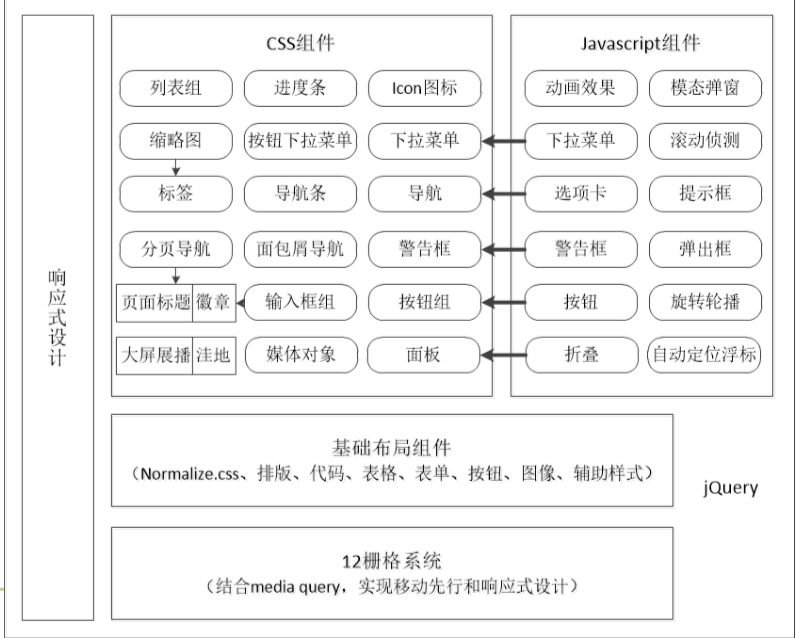 响应式设计
CSS组件
列表组 进度条 Icon图标
缩略图 按钮下拉菜单 下拉菜单
标签 导航条 导航
分页导航 面包屑导航 警告框
页面标题 徽章 输入框组 按钮组
大屏展播 洼地 媒体对象 面板
Javascript组件
动画效果 模态弹窗
下拉菜单 滚动侦测
选项卡 提示框
警告框 弹出框
按钮 旋转轮播
折叠 自动定位浮标
基础布局组件
（Normalize.css、排版、代码、表格、表单、按钮、图像、辅助样式）
jQuery
12栅格系统
（结合media query，实现移动先行和响应式设计）